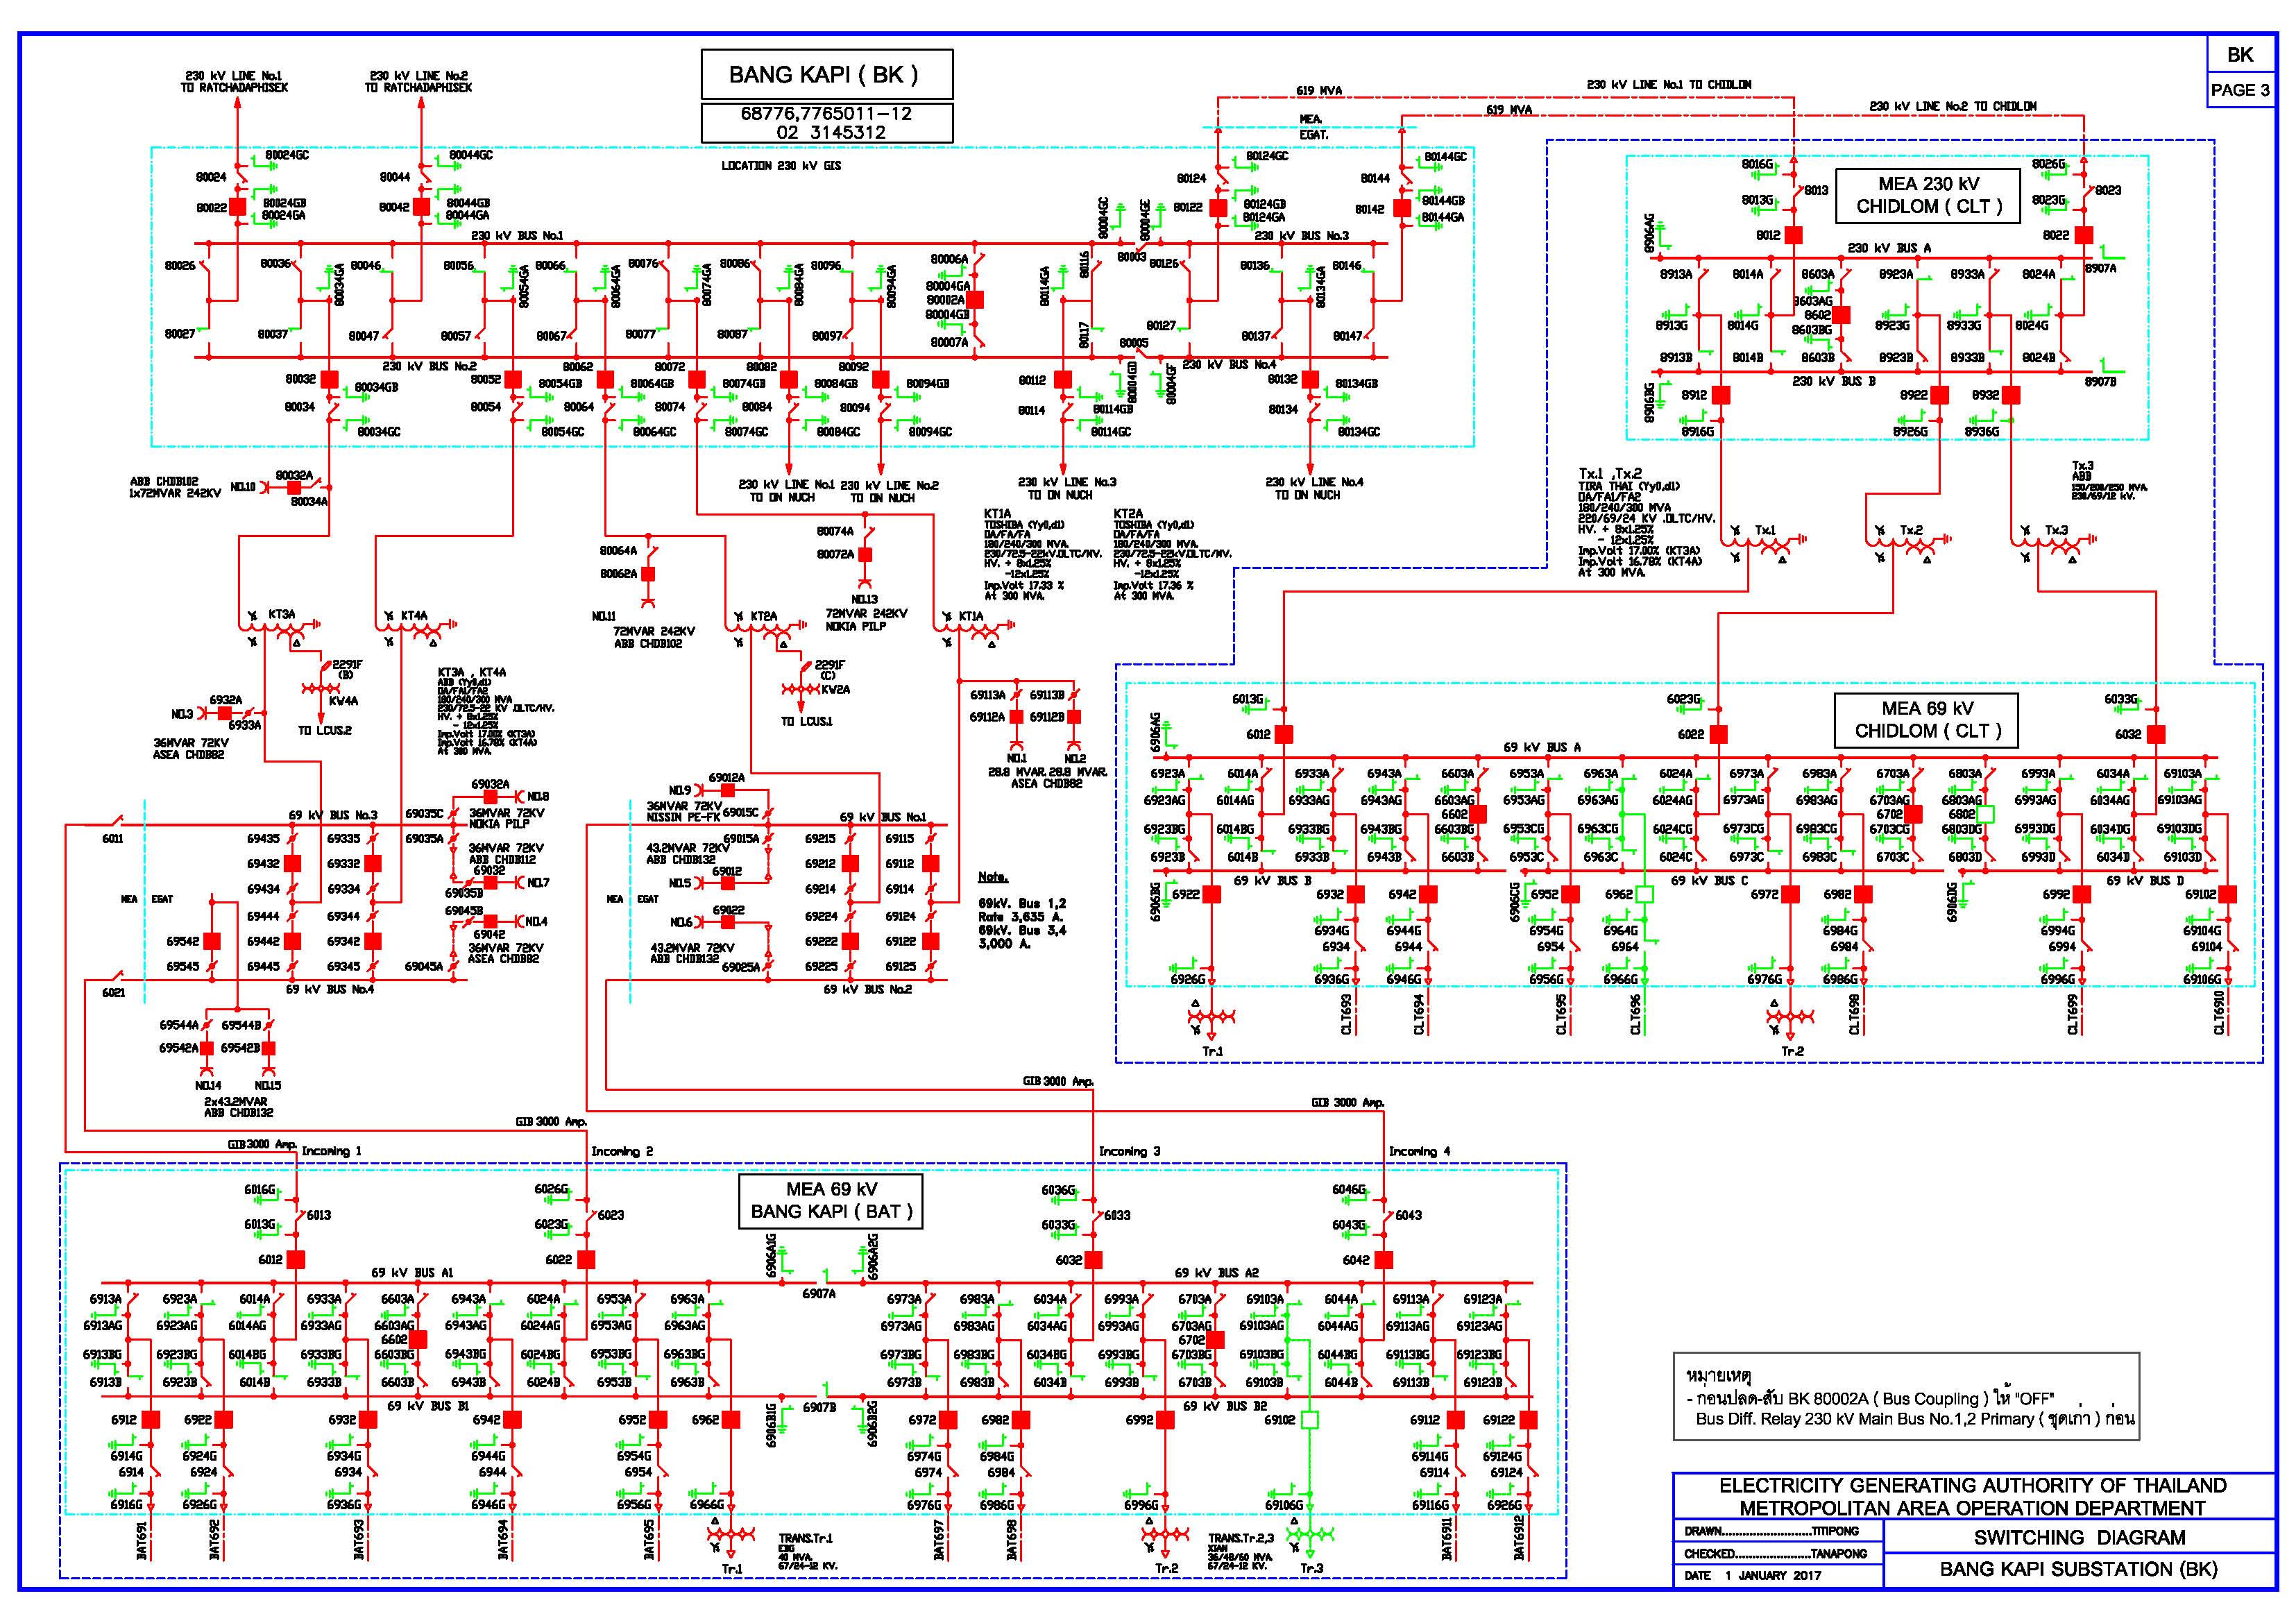 BK
PAGE 3
BANG KAPI ( BK )
68776,7765011-12
02 3145312
230 kV LINE No.1
TO RATCHADAPHISEK
230 kV LINE No.2
TO RATCHADAPHISEK
619 MVA
230 kV LINE No.1 TO CHIDLOM
619 MVA
230 kV LINE No.2 TO CHIDLOM
MEA.
EGAT.
LOCATION 230 kV GIS
80024GC
80024
80024GB
80022
80024GA
80044GC
80044
80044GB
80042
80044GA
80004GC
80004GE
80124GC
80124
80124GB
80122
80124GA
80144GC
80144
80144GB
80142
80144GA
230 kV BUS No.1
230 kV BUS No.3
80003
80026
80036
80034GA
80046
80056
80054GA
80066
80064GA
80076
80074GA
80086
80084GA
80096
80094GA
80006A
80004GA
80002A
80004GB
80007A
80114GA
80116
80126
80136
80134GA
80146
80027
80037
80047
80057
80067
80077
80087
80097
80117
80127
80137
80147
80005
230 kV BUS No.2
230 kV BUS No.4
80004GD
80004GF
80032
80034GB
80034
80034GC
80052
80054GB
80054
80054GC
80062
80064GB
80064
80064GC
80072
80074GB
80074
80074GC
80082
80084GB
80084
80084GC
80092
80094GB
80094
80094GC
80112
80114GB
80114
80114GC
80132
80134GB
80134
80134GC
MEA 230 kV
CHIDLOM ( CLT )
8016G
8013
8013G
8012
8026G
8023
8023G
8022
8906AG
230 kV BUS A
8907A
8913A
8014A
8603A
8923A
8933A
8024A
8603AG
8602
8603BG
8913G
8014G
8923G
8933G
8024G
8913B
8014B
8603B
8923B
8933B
8024B
230 kV BUS B
8907B
8906BG
8912
8922
8932
8916G
8926G
8936G
ABB CHDB102
1x72MVAR 242KV
NO.10
80032A
80034A
230 kV LINE No.1
TO ON NUCH
230 kV LINE No.2
TO ON NUCH
230 kV LINE No.3
TO ON NUCH
230 kV LINE No.4
TO ON NUCH
80064A
80062A
NO.11
72MVAR 242KV
ABB CHDB102
80074A
80072A
NO.13
72MVAR 242KV
NOKIA PILP
KT1A
TOSHIBA (Yy0,d1)
OA/FA/FA
180/240/300 MVA.
230/72.5-22kV.OLTC/HV.
HV. + 8x1.25%
-12x1.25%
Imp.Volt 17.33 %
At 300 MVA.
KT2A
TOSHIBA (Yy0,d1)
OA/FA/FA
180/240/300 MVA.
230/72.5-22kV.OLTC/HV.
HV. + 8x1.25%
-12x1.25%
Imp.Volt 17.36 %
At 300 MVA.
Tx.1 ,Tx.2
TIRA THAI (Yy0,d1)
OA/FA1/FA2
180/240/300 MVA
220/69/24 KV .OLTC/HV.
HV. + 8x1.25%
- 12x1.25%
Imp.Volt 17.00% (KT3A)
Imp.Volt 16.78% (KT4A)
At 300 MVA.
Tx.3
ABB
150/200/250 MVA.
230/69/12 kV.
Tx.1
Tx.2
Tx.3
KT3A
KT4A
KT2A
KT1A
2291F
(B)
KW4A
TO LCUS.2
2291F
(C)
KW2A
TO LCUS.1
KT3A , KT4A
ABB (Yy0,d1)
OA/FA1/FA2
180/240/300 MVA
230/72.5-22 KV .OLTC/HV.
HV. + 8x1.25%
- 12x1.25%
Imp.Volt 17.00% (KT3A)
Imp.Volt 16.78% (KT4A)
At 300 MVA.
6932A
NO.3
6933A
36MVAR 72KV
ASEA CHDB82
69113A
69113B
69112A
69112B
NO.1
NO.2
28.8 MVAR. 28.8 MVAR.
ASEA CHDB82
69032A
NO.8
69035C
36MVAR 72KV
NOKIA PILP
69 kV BUS No.3
6011
69435
69335
69035A
36MVAR 72KV
ABB CHDB112
69432
69332
69032
NO.7
69434
69334
69035B
MEA
EGAT
69444
69344
69045B
NO.4
69042
69542
69442
69342
36MVAR 72KV
ASEA CHDB82
69545
69445
69345
69045A
6021
69 kV BUS No.4
69544A
69544B
69542A
69542B
NO.14
NO.15
2x43.2MVAR
ABB CHDB132
69012A
NO.9
36MVAR 72KV
NISSIN PE-FK
69015C
69 kV BUS No.1
69015A
69215
69115
43.2MVAR 72KV
ABB CHDB132
69212
69112
NO.5
69012
69214
69114
MEA
EGAT
NO.6
69022
69224
69124
69222
69122
43.2MVAR 72KV
ABB CHDB132
69025A
69225
69125
69 kV BUS No.2
Note.
69kV. Bus 1,2
Rate 3,635 A.
69kV. Bus 3,4
3,000 A.
MEA 69 kV
CHIDLOM ( CLT )
6013G
6012
6023G
6022
6033G
6032
6906AG
69 kV BUS A
6923A
6014A
6933A
6943A
6603A
6953A
6963A
6024A
6973A
6983A
6703A
6803A
6993A
6034A
69103A
6923AG
6014AG
6933AG
6943AG
6603AG
6953AG
6963AG
6024AG
6973AG
6983AG
6703AG
6803AG
6993AG
6034AG
69103AG
6602
6702
6802
6923BG
6014BG
6933BG
6943BG
6603BG
6953CG
6963CG
6024CG
6973CG
6983CG
6703CG
6803DG
6993DG
6034DG
69103DG
6923B
6014B
6933B
6943B
6603B
6953C
6963C
6024C
6973C
6983C
6703C
6803D
6993D
6034D
69103D
69 kV BUS B
69 kV BUS C
69 kV BUS D
6906BG
6906CG
6906DG
6922
6932
6942
6952
6962
6972
6982
6992
69102
6934G
6944G
6954G
6964G
6984G
6994G
69104G
6934
6944
6954
6964
6984
6994
69104
6926G
6936G
6946G
6956G
6966G
6976G
6986G
6996G
69106G
Tr.1
CLT693
CLT694
CLT695
CLT696
Tr.2
CLT698
CLT699
CLT6910
GIB 3000 Amp.
GIB 3000 Amp.
GIB 3000 Amp.
GIB 3000 Amp.
Incoming 1
Incoming 2
Incoming 3
Incoming 4
MEA 69 kV
BANG KAPI ( BAT )
6016G
6013
6013G
6012
6026G
6023
6023G
6022
6036G
6033
6033G
6032
6046G
6043
6043G
6042
6906A1G
6906A2G
69 kV BUS A1
6907A
69 kV BUS A2
6913A
6923A
6014A
6933A
6603A
6943A
6024A
6953A
6963A
6973A
6983A
6034A
6993A
6703A
69103A
6044A
69113A
69123A
6913AG
6923AG
6014AG
6933AG
6603AG
6943AG
6024AG
6953AG
6963AG
6973AG
6983AG
6034AG
6993AG
6703AG
69103AG
6044AG
69113AG
69123AG
6602
6702
6913BG
6923BG
6014BG
6933BG
6603BG
6943BG
6024BG
6953BG
6963BG
6973BG
6983BG
6034BG
6993BG
6703BG
69103BG
6044BG
69113BG
69123BG
6913B
6923B
6014B
6933B
6603B
6943B
6024B
6953B
6963B
6973B
6983B
6034B
6993B
6703B
69103B
6044B
69113B
69123B
69 kV BUS B1
6907B
69 kV BUS B2
6906B1G
6906B2G
6912
6922
6932
6942
6952
6962
6972
6982
6992
69102
69112
69122
6914G
6924G
6934G
6944G
6954G
6974G
6984G
69114G
69124G
6914
6924
6934
6944
6954
6974
6984
69114
69124
6916G
6926G
6936G
6946G
6956G
6966G
6976G
6986G
6996G
69106G
69116G
6926G
BAT691
BAT692
BAT693
BAT694
BAT695
Tr.1
TRANS.Tr.1
EBG
40 MVA.
67/24-12 KV.
BAT697
BAT698
Tr.2
TRANS.Tr.2,3
XIAN
36/48/60 MVA.
67/24-12 KV.
Tr.3
BAT6911
BAT6912
หมายเหตุ
- ก่อนปลด-สับ BK 80002A ( Bus Coupling ) ให้ "OFF"
Bus Diff. Relay 230 kV Main Bus No.1,2 Primary ( ชุดเก่า ) ก่อน
ELECTRICITY GENERATING AUTHORITY OF THAILAND
METROPOLITAN AREA OPERATION DEPARTMENT
DRAWN...........................TITIPONG
CHECKED.......................TANAPONG
DATE 1 JANUARY 2017
SWITCHING DIAGRAM
BANG KAPI SUBSTATION (BK)